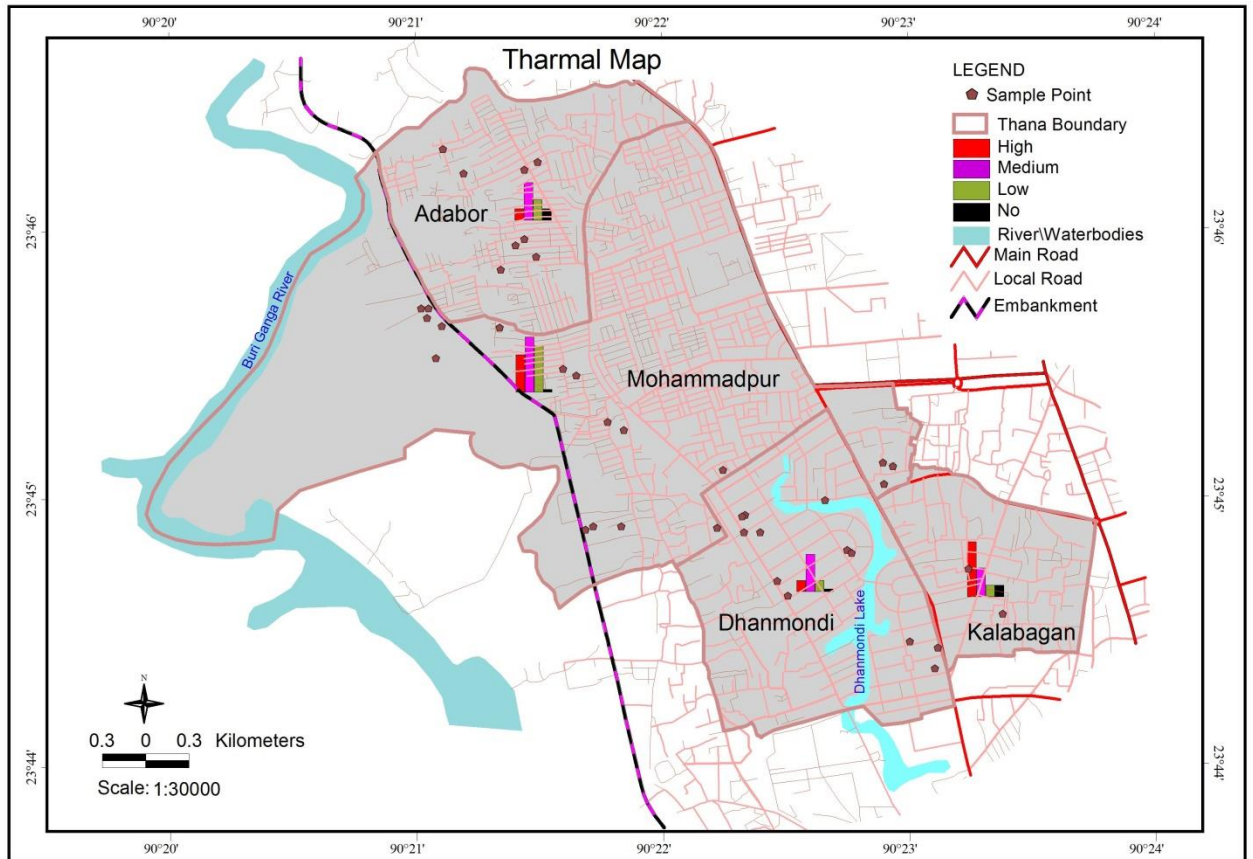 90°20' 90°21' 90°22' 90°23' 90°24'
Tharmal Map
LEGEND
Sample Point
Thana Boundary
High
Medium
Low
No
River\Waterbodies
Main Road
Local Road
Embankment
Adabor
23°46' 23°46'
Buri Ganga River
Mohammadpur
23°45' 23°45'
Dhanmondi
Dhanmondi Lake
Kalabagan
N
0.3 0 0.3 Kilometers
Scale: 1:30000
23°44' 23°44'
90°20' 90°21' 90°22' 90°23' 90°24'